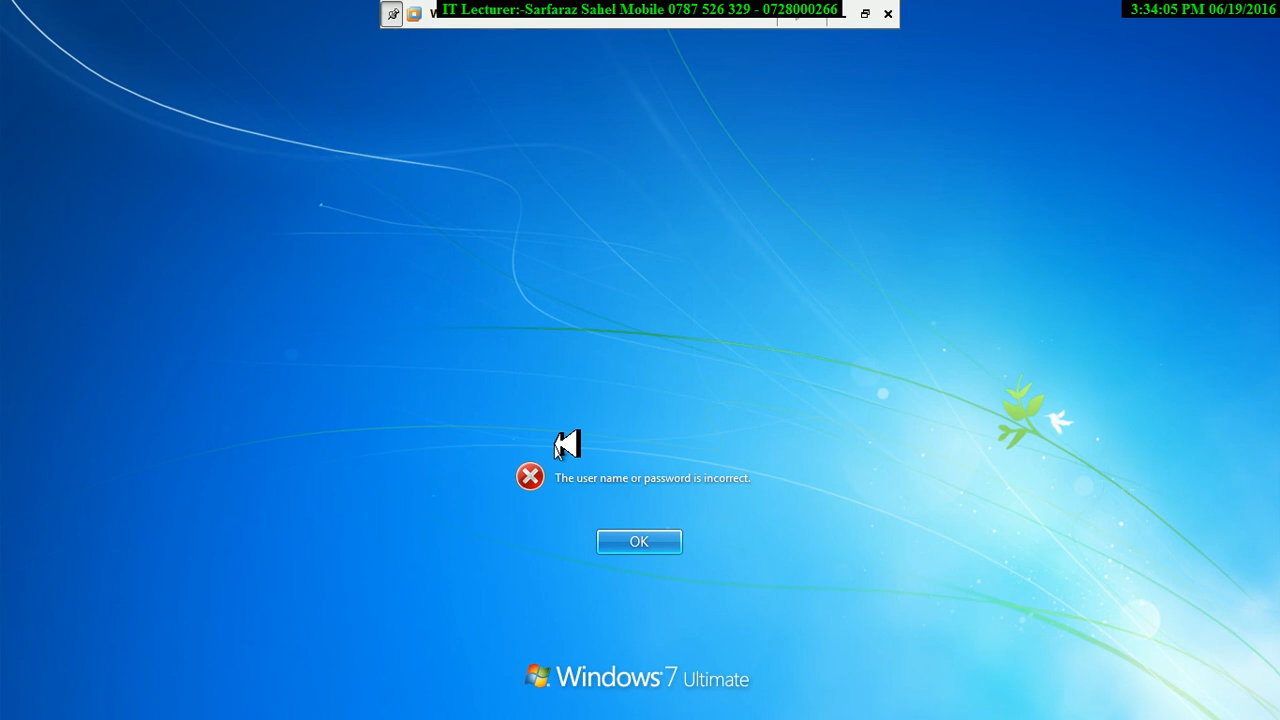 IT Lecturer:-Sarfaraz Sahel Mobile 0787 526 329 - 0728000266
3:34:05 PM 06/19/2016
The user name or password is incorrect.
OK
Windows 7 Ultimate